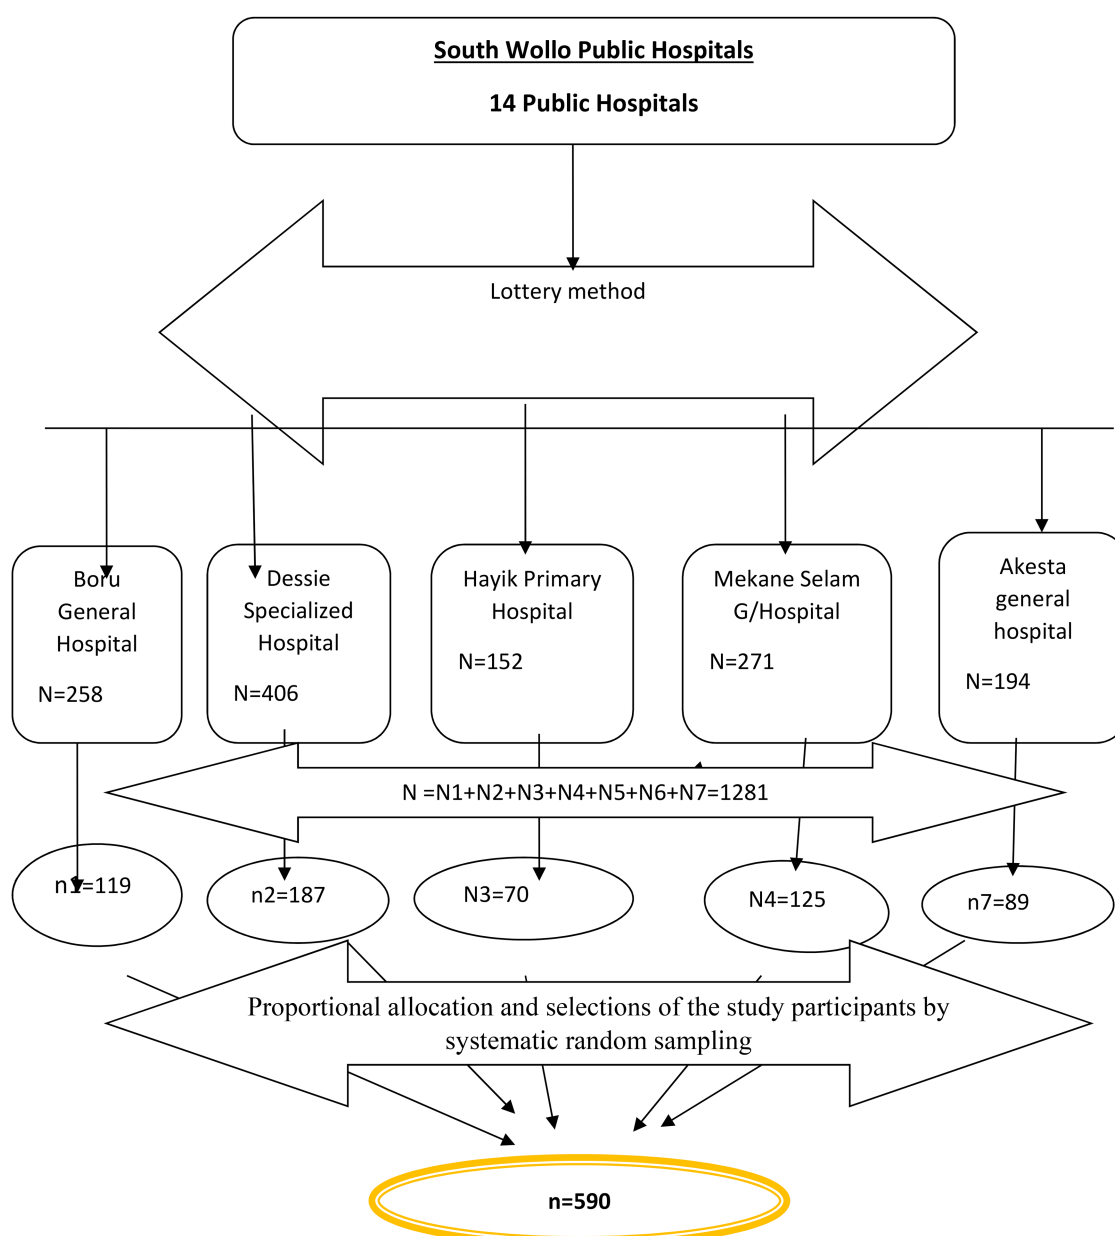 South Wollo Public Hospitals
14 Public Hospitals
Lottery method
Boru
General
Hospital
N=258
Dessie
Specialized
Hospital
N=406
Hayik Primary
Hospital
N=152
Mekane Selam
G/Hospital
N=271
Akesta
general
hospital
N=194
N =N1+N2+N3+N4+N5+N6+N7=1281
n1=119
n2=187
N3=70
N4=125
n7=89
Proportional allocation and selections of the study participants by
systematic random sampling
n=590